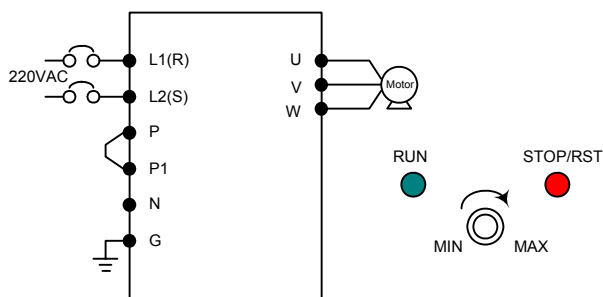 L1(R)
220VAC
L2(S)
P
P1
N
G
U
V
W
Motor
RUN
STOP/RST
MIN
MAX